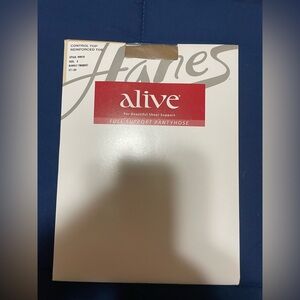 CONTROL TOP
REINFORCED TOE
Hanes
alive
For Beautiful Sheer Support
FULL SUPPORT PANTYHOSE